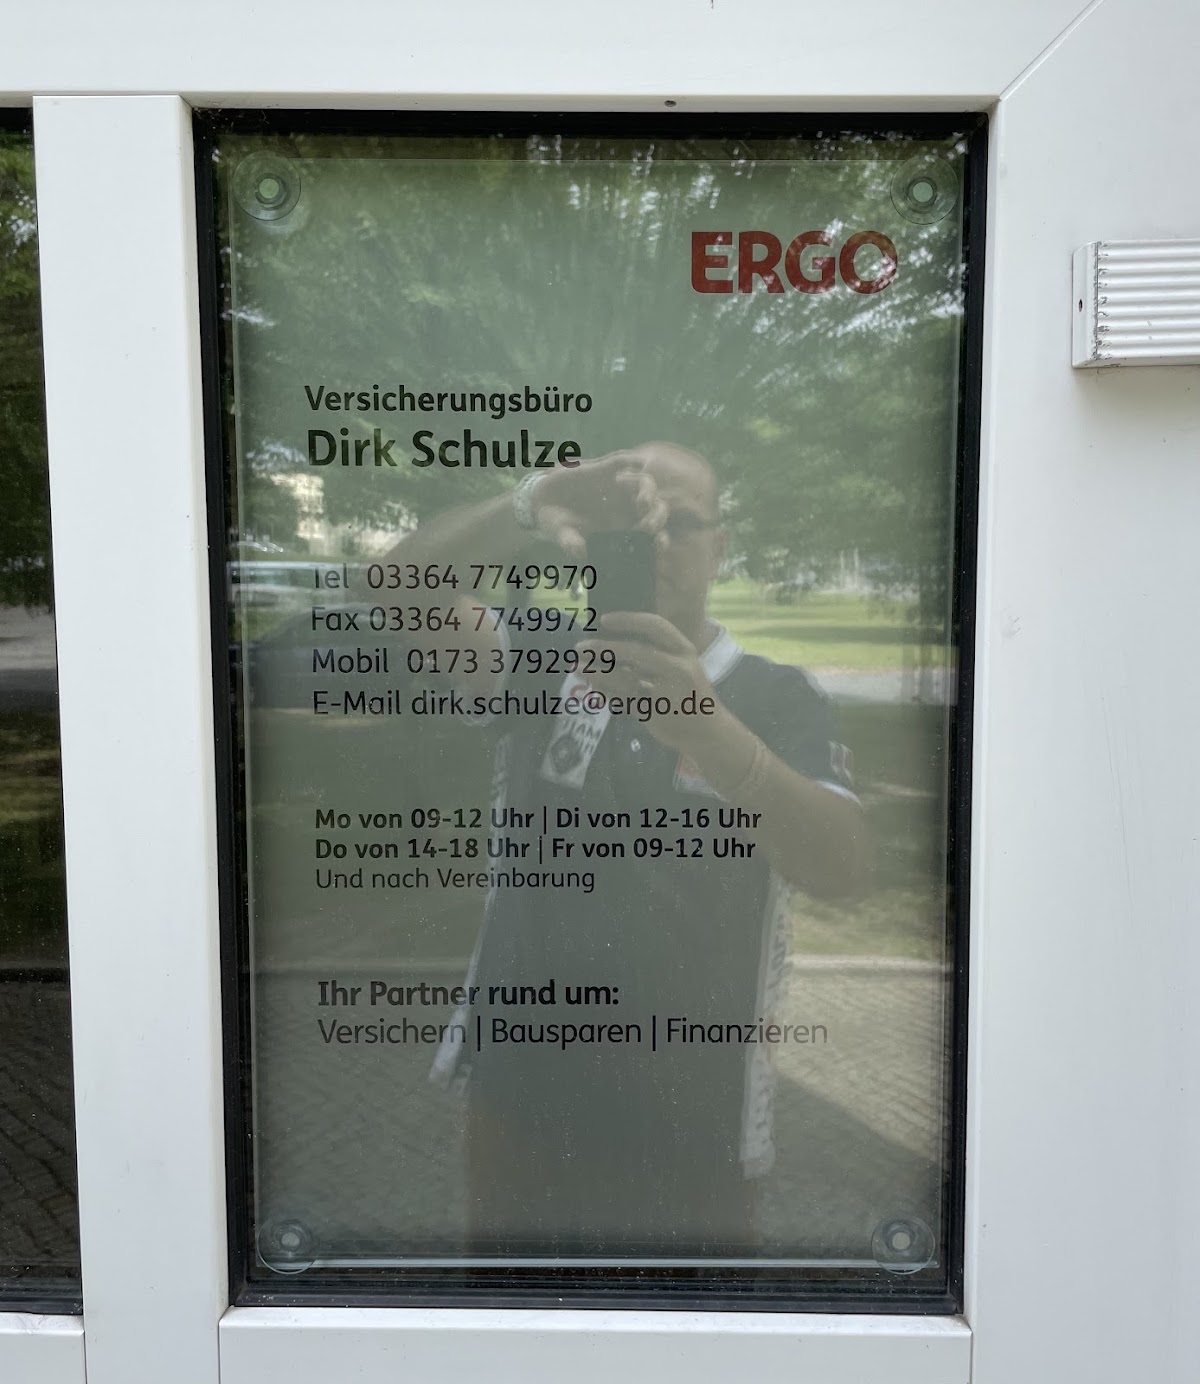 ERGO
Versicherungsbüro
Dirk Schulze
Tel 03364 7749970
Fax 03364 7749972
Mobil 0173 3792929
E-Mail dirk.schulze@ergo.de
Mo von 09-12 Uhr | Di von 12-16 Uhr
Do von 14-18 Uhr | Fr von 09-12 Uhr
Und nach Vereinbarung
Ihr Partner rund um:
Versichern | Bausparen | Finanzieren